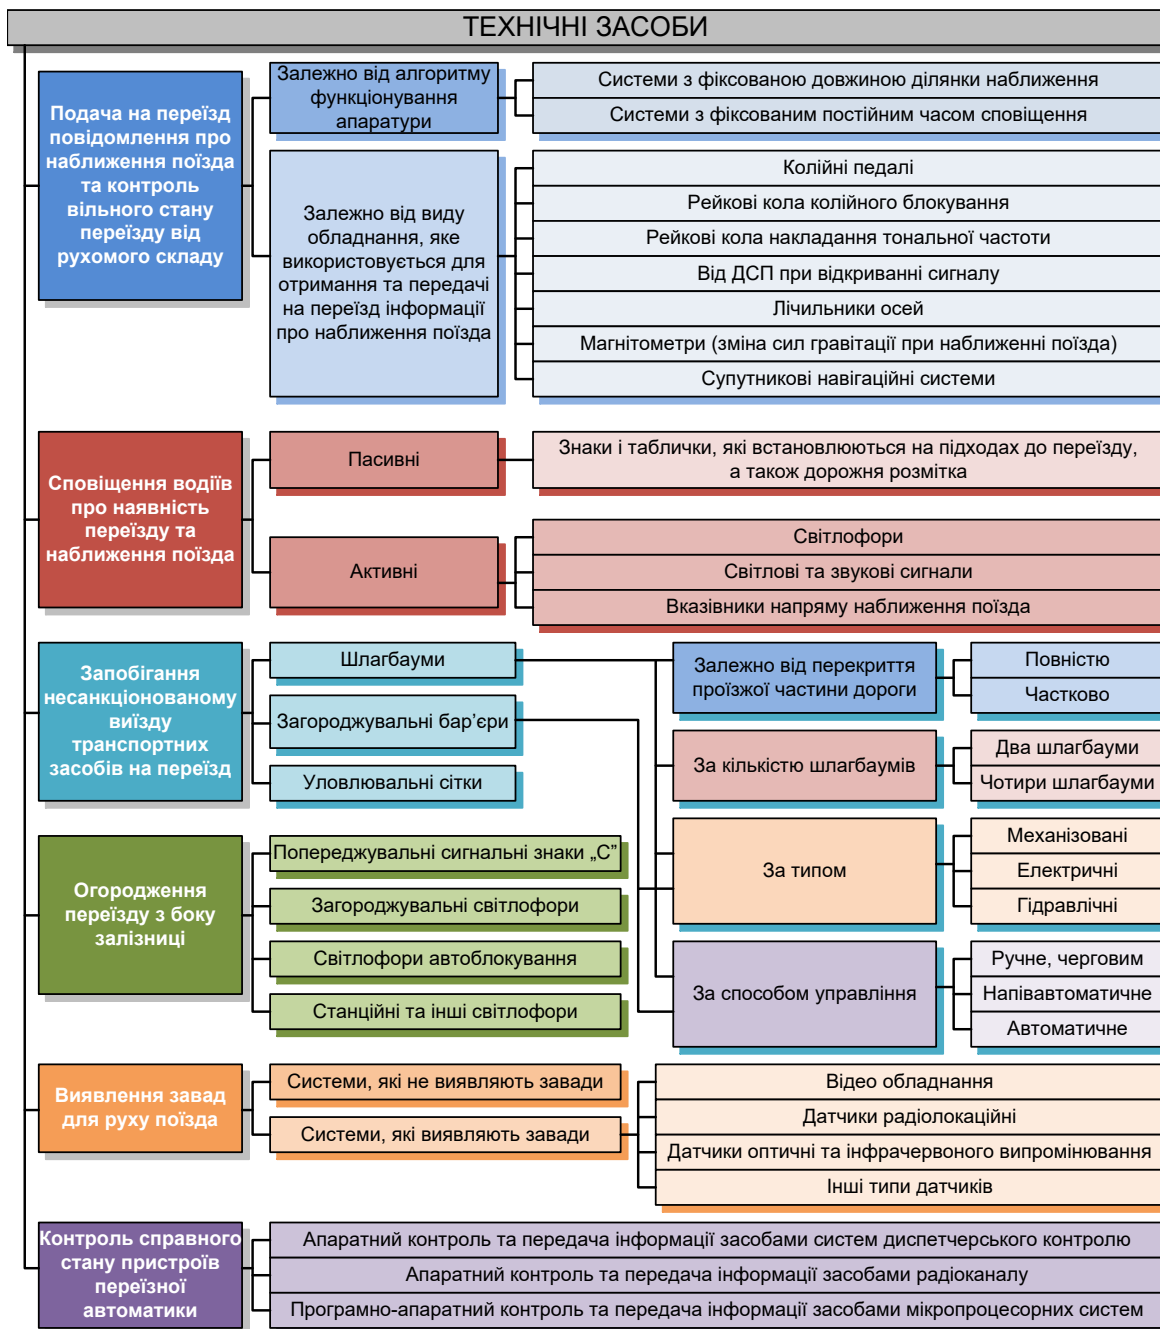 ТЕХНІЧНІ ЗАСОБИ
Подача на переїзд
повідомлення про
наближення поїзда
та контроль
вільного стану
переїзду від
рухомого складу
Залежно від алгоритму
функціонування
апаратури
Системи з фіксованою довжиною ділянки наближення
Системи з фіксованим постійним часом сповіщення
Залежно від виду
обладнання, яке
використовується для
отримання та передачі
на переїзд інформації
про наближення поїзда
Колійні педалі
Рейкові кола колійного блокування
Рейкові кола накладання тональної частоти
Від ДСП при відкриванні сигналу
Лічильники осей
Магнітометри (зміна сил гравітації при наближенні поїзда)
Супутникові навігаційні системи
Сповіщення водіїв
про наявність
переїзду та
наближення поїзда
Пасивні
Знаки і таблички, які встановлюються на підходах до переїзду,
а також дорожня розмітка
Активні
Світлофори
Світлові та звукові сигнали
Вказівники напряму наближення поїзда
Запобігання
несанкціонованому
виїзду
транспортних
засобів на переїзд
Шлагбауми
Загороджувальні бар’єри
Уловлювальні сітки
Залежно від перекриття
проїзжої частини дороги
Повністю
Частково
За кількістю шлагбаумів
Два шлагбауми
Чотири шлагбауми
За типом
Механізовані
Електричні
Гідравлічні
За способом управління
Ручне, черговим
Напівавтоматичне
Автоматичне
Огородження
переїзду з боку
залізниці
Попереджувальні сигнальні знаки „С”
Загороджувальні світлофори
Світлофори автоблокування
Станційні та інші світлофори
Виявлення завад
для руху поїзда
Системи, які не виявляють завади
Системи, які виявляють завади
Відео обладнання
Датчики радіолокаційні
Датчики оптичні та інфрачервоного випромінювання
Інші типи датчиків
Контроль справного
стану пристроїв
переїзної
автоматики
Апаратний контроль та передача інформації засобами систем диспетчерського контролю
Апаратний контроль та передача інформації засобами радіоканалу
Програмно-апаратний контроль та передача інформації засобами мікропроцесорних систем